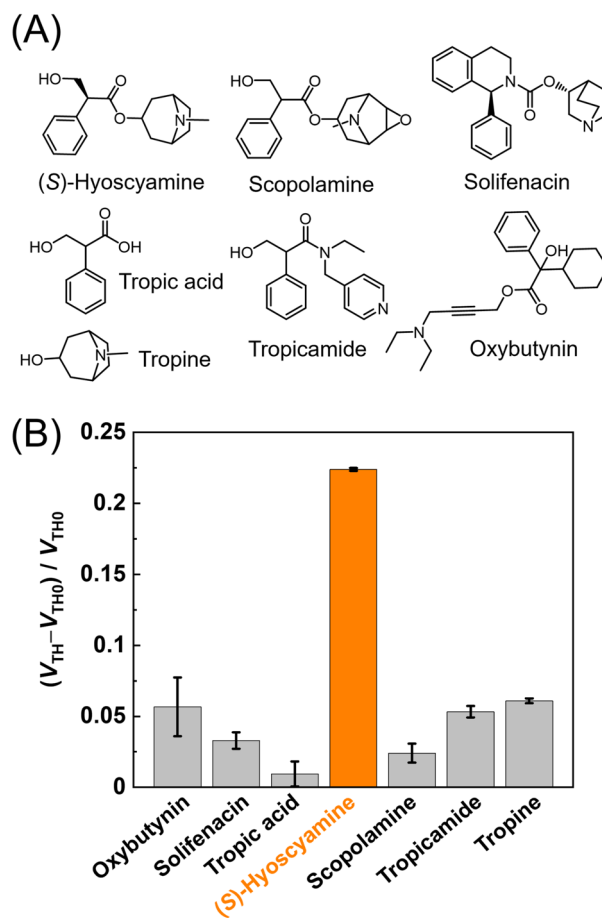 (A)
HO
O
O
N
(S)-Hyoscyamine
HO
O
O
N
O
Scopolamine
N
O
O
N
Solifenacin
O
HO
OH
Tropic acid
HO
N
Tropine
O
HO
N
N
Tropicamide
OH
O
O
N
Oxybutynin
(B)
(VTH−VTH0) / VTH0
0.25
0.2
0.15
0.1
0.05
0
Oxybutynin
Solifenacin
Tropic acid
(S)-Hyoscyamine
Scopolamine
Tropicamide
Tropine